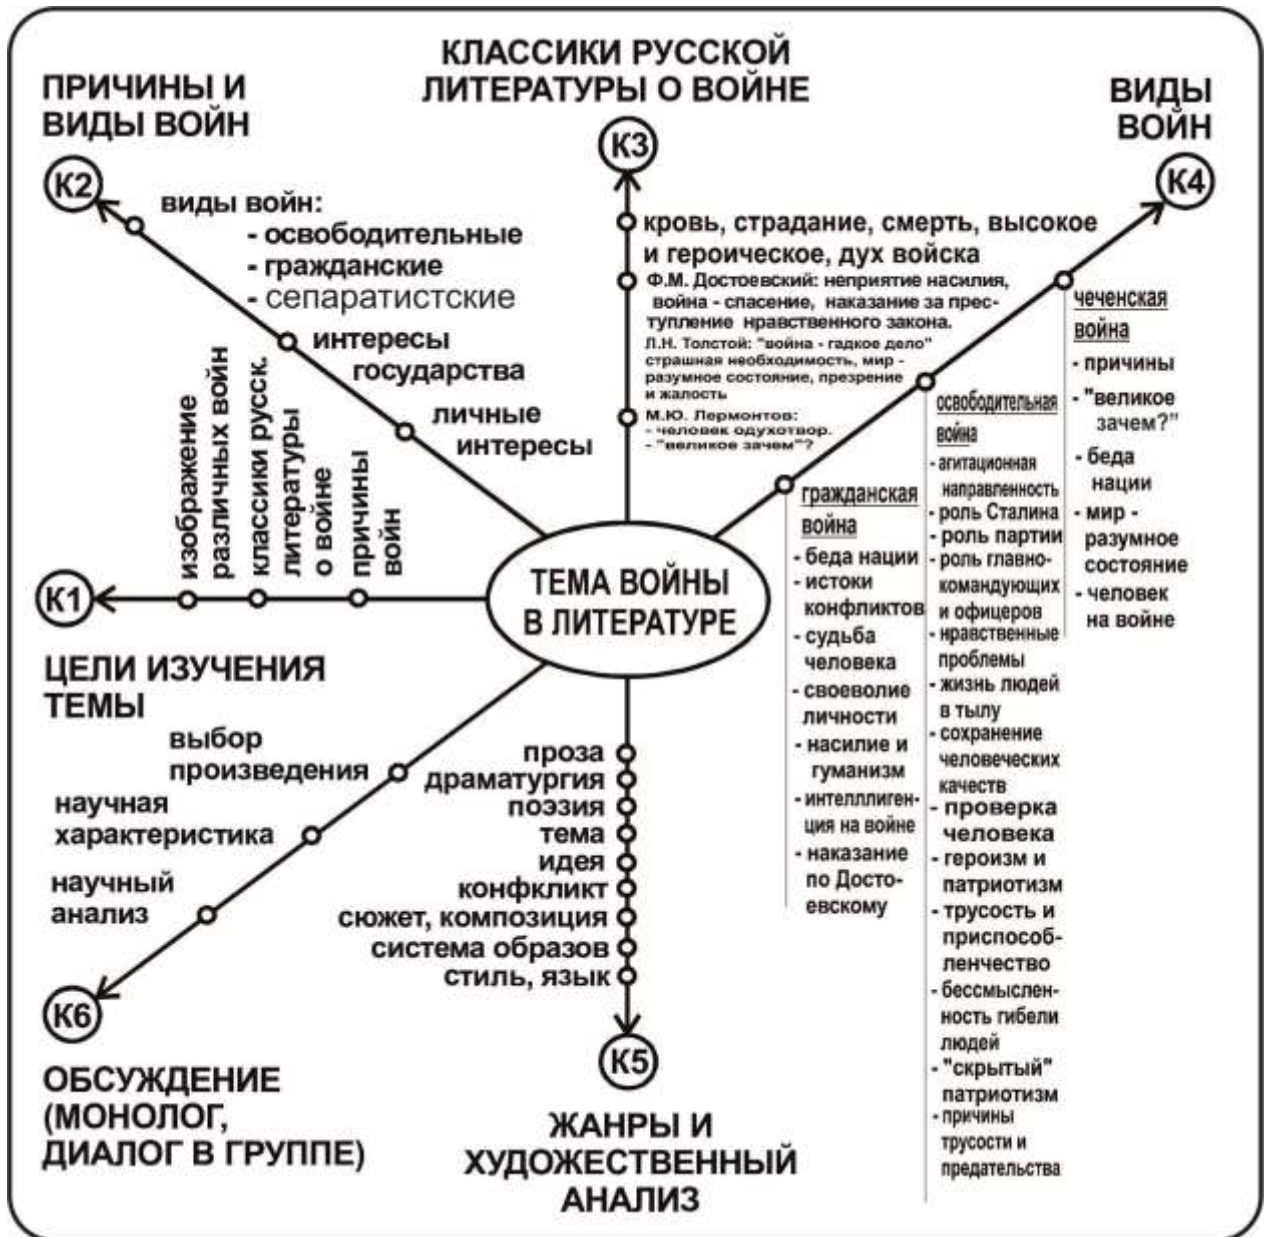 КЛАССИКИ РУССКОЙ
ЛИТЕРАТУРЫ О ВОЙНЕ
ПРИЧИНЫ И
ВИДЫ ВОЙН
ВИДЫ
ВОЙН
К2
виды войн:
- освободительные
- гражданские
- сепаратистские
интересы
государства
личные
интересы
К3
кровь, страдание, смерть, высокое
и героическое, дух войска
Ф.М. Достоевский: неприятие насилия,
война - спасение, наказание за прес-
тупление нравственного закона.
Л.Н. Толстой: "война - гадкое дело"
страшная необходимость, мир -
разумное состояние, презрение
и жалость
М.Ю. Лермонтов:
- человек одухотвор.
- "великое зачем"?
К4
чеченская
война
- причины
- "великое
зачем?"
- беда
нации
- мир -
разумное
состояние
- человек
на войне
освободительная
война
- агитационная
направленность
- роль Сталина
- роль партии
- роль главно-
командующих
и офицеров
- нравственные
проблемы
- жизнь людей
в тылу
- сохранение
человеческих
качеств
- проверка
человека
- героизм и
патриотизм
- трусость и
приспособ-
ленчество
- бессмыслен-
ность гибели
людей
- "скрытый"
патриотизм
- причины
трусости и
предательства
гражданская
война
- беда нации
- истоки
конфликтов
- судьба
человека
- своеволие
личности
- насилие и
гуманизм
- интелллиген-
ция на войне
- наказание
по Досто-
евскому
ТЕМА ВОЙНЫ
В ЛИТЕРАТУРЕ
К1
изображение
различных войн
классики русск.
литературы
о войне
причины
войн
ЦЕЛИ ИЗУЧЕНИЯ
ТЕМЫ
выбор
произведения
научная
характеристика
научный
анализ
К6
ОБСУЖДЕНИЕ
(МОНОЛОГ,
ДИАЛОГ В ГРУППЕ)
проза
драматургия
поэзия
тема
идея
конфкликт
сюжет, композиция
система образов
стиль, язык
К5
ЖАНРЫ И
ХУДОЖЕСТВЕННЫЙ
АНАЛИЗ